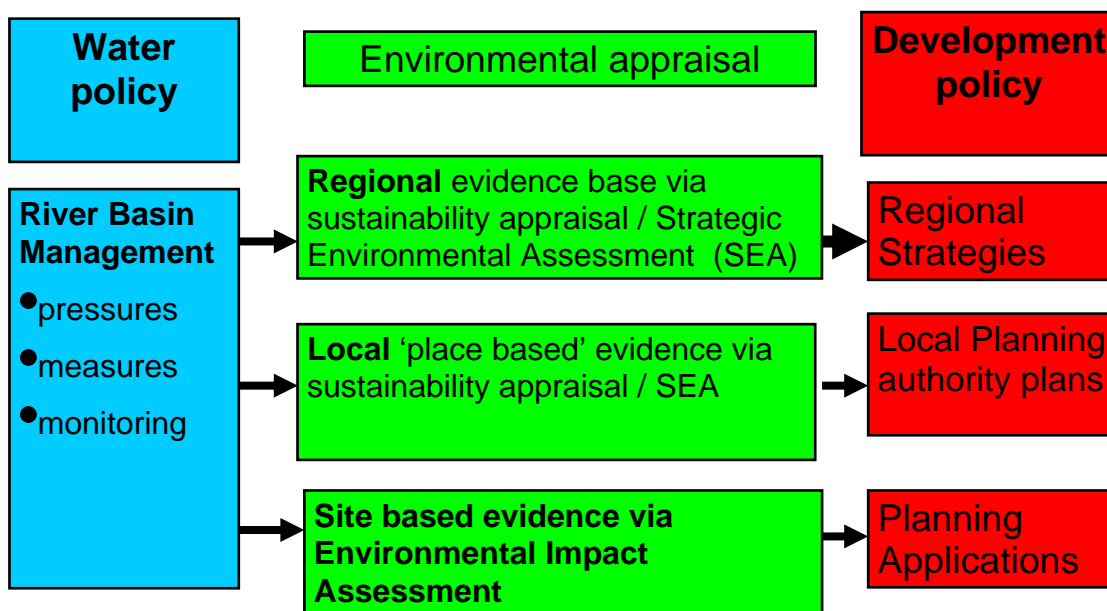 Water
policy
Environmental appraisal
Development
policy
River Basin
Management
●pressures
●measures
●monitoring
Regional evidence base via
sustainability appraisal / Strategic
Environmental Assessment (SEA)
Regional
Strategies
Local ‘place based’ evidence via
sustainability appraisal / SEA
Local Planning
authority plans
Site based evidence via
Environmental Impact
Assessment
Planning
Applications